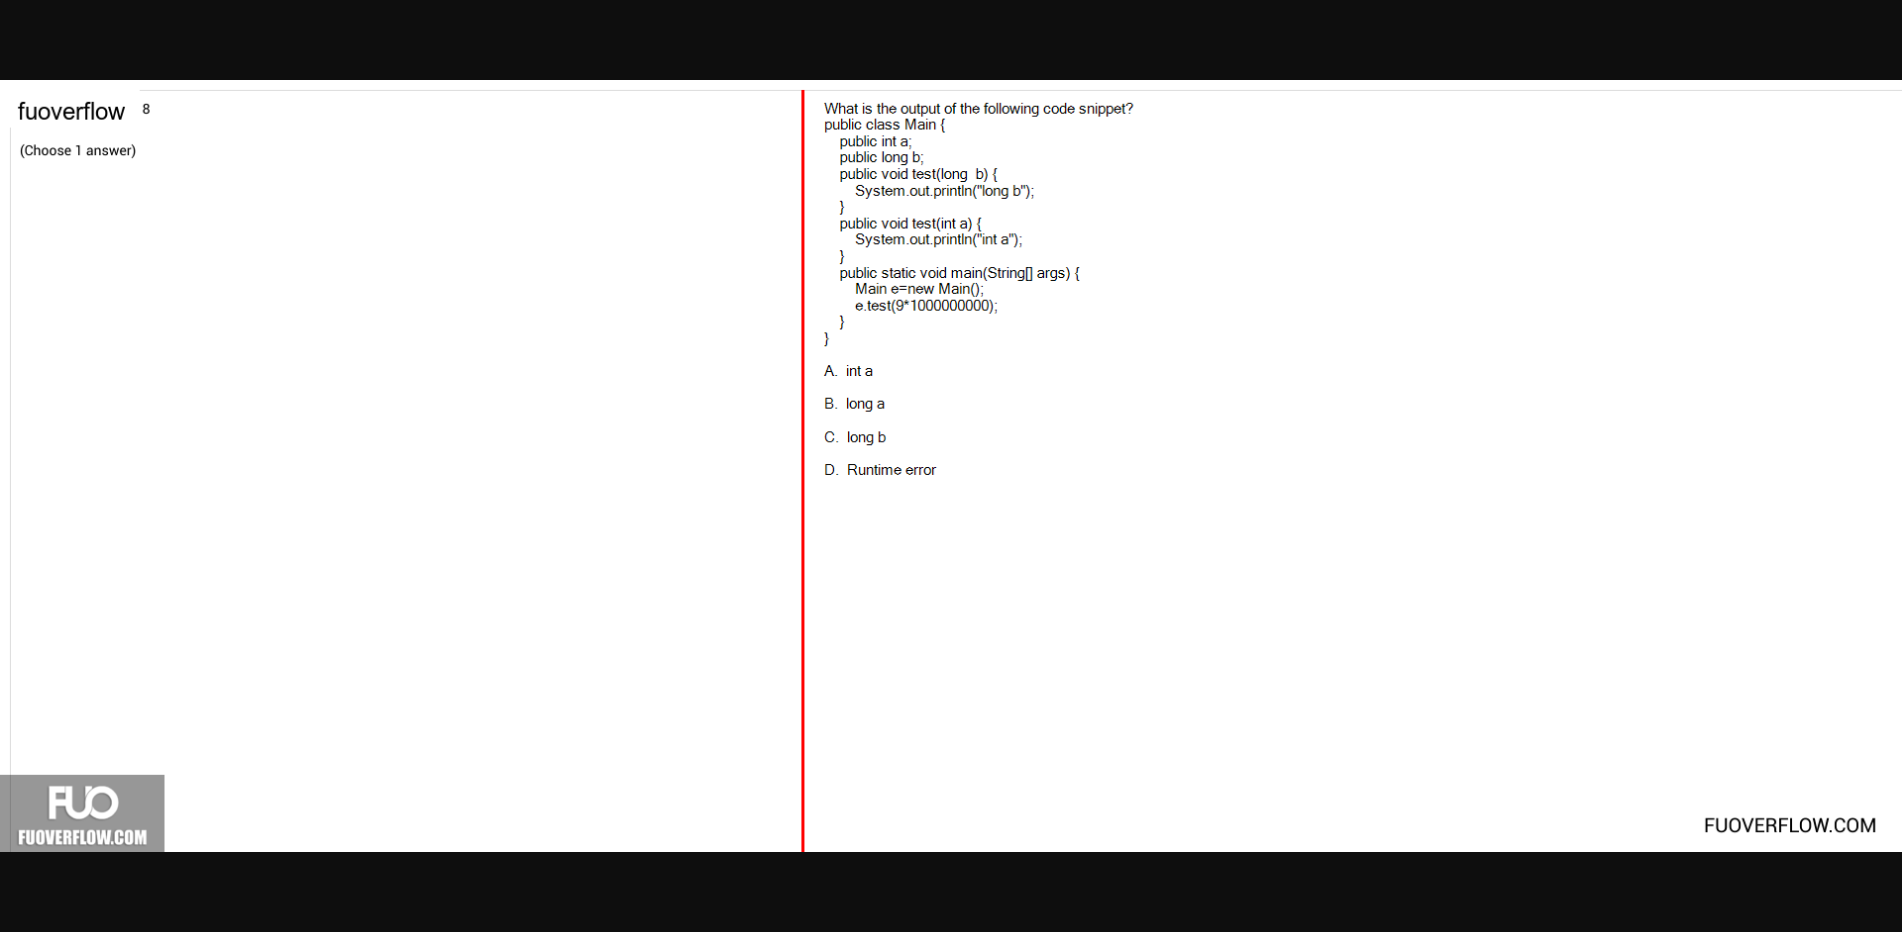 fuoverflow 8
(Choose 1 answer)
What is the output of the following code snippet?
public class Main {
public int a;
public long b;
public void test(long  b) {
System.out.println("long b");
}
public void test(int a) {
System.out.println("int a");
}
public static void main(String[] args) {
Main e=new Main();
e.test(9*1000000000);
}
}
A. int a
B. long a
C. long b
D. Runtime error
FUO
FUOVERFLOW.COM
FUOVERFLOW.COM